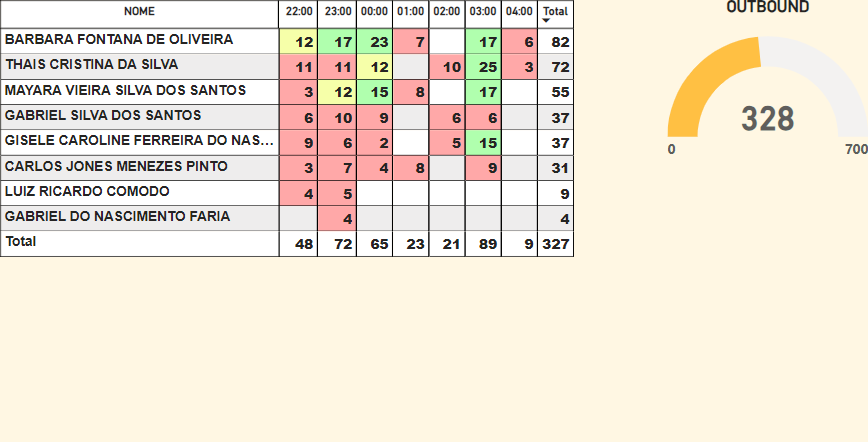 NOME 22:00 23:00 00:00 01:00 02:00 03:00 04:00 Total
BARBARA FONTANA DE OLIVEIRA 12 17 23 7 17 6 82
THAIS CRISTINA DA SILVA 11 11 12 10 25 3 72
MAYARA VIEIRA SILVA DOS SANTOS 3 12 15 8 17 55
GABRIEL SILVA DOS SANTOS 6 10 9 6 6 37
GISELE CAROLINE FERREIRA DO NAS... 9 6 2 5 15 37
CARLOS JONES MENEZES PINTO 3 7 4 8 9 31
LUIZ RICARDO COMODO 4 5 9
GABRIEL DO NASCIMENTO FARIA 4 4
Total 48 72 65 23 21 89 9 327
OUTBOUND
328
0 700